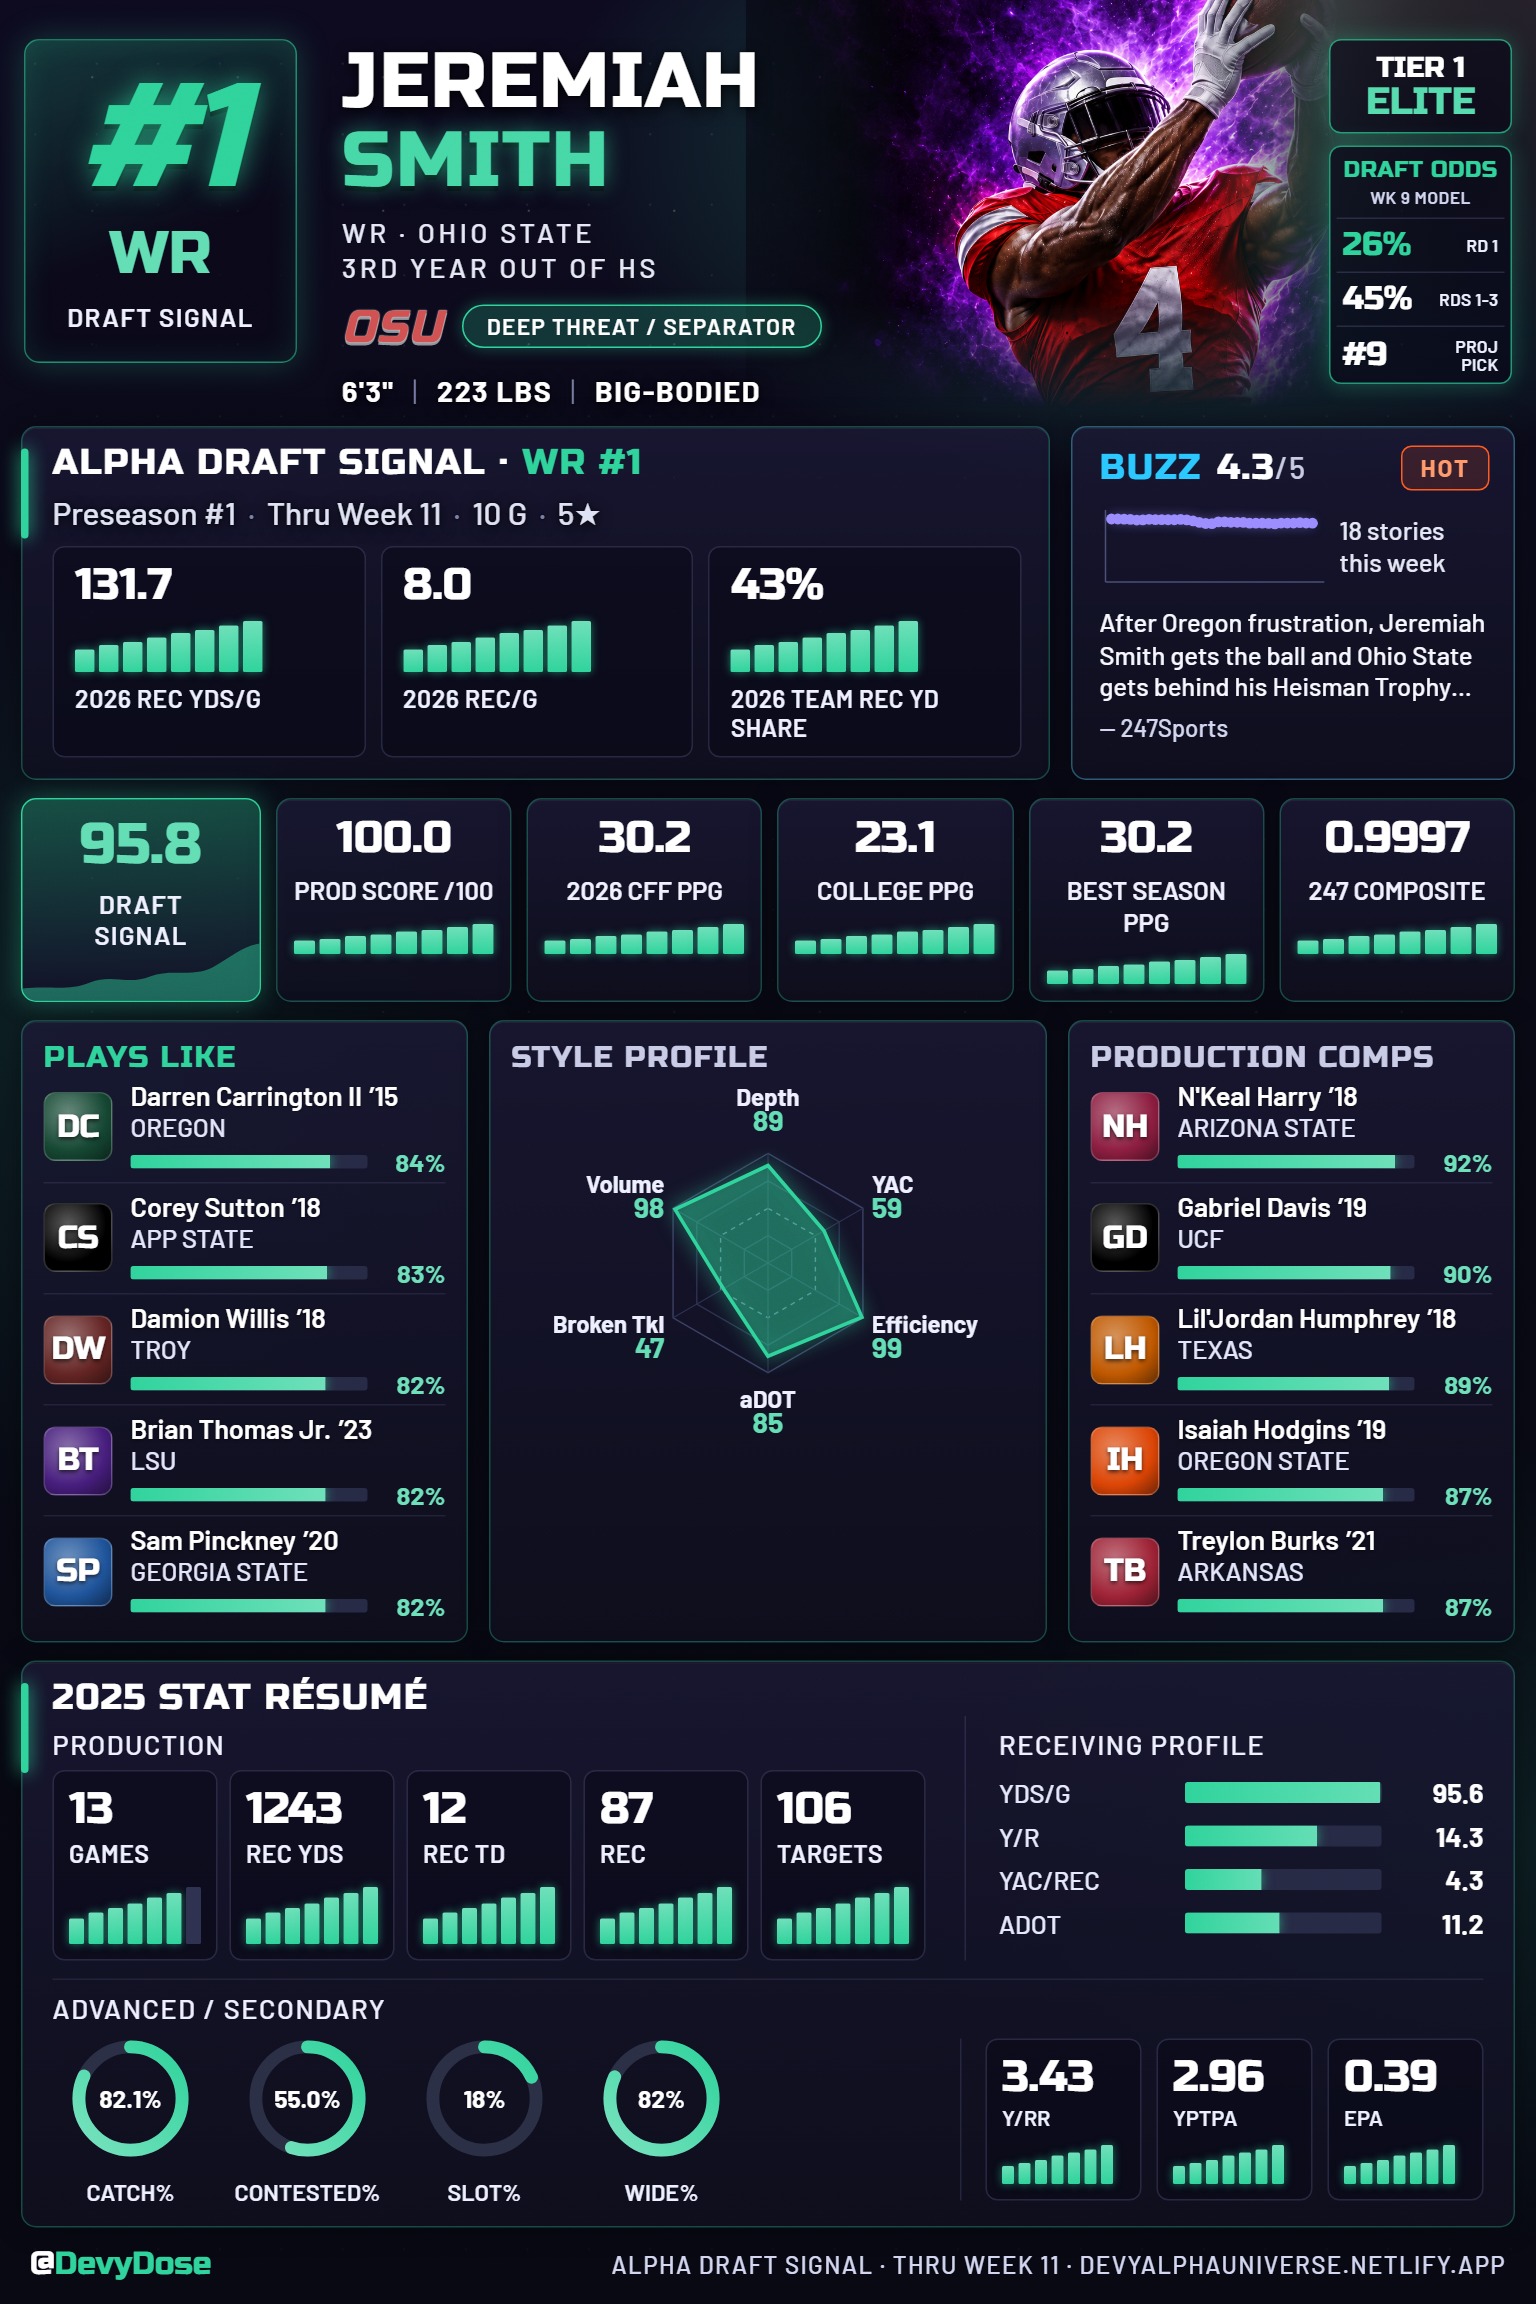 #1
WR
DRAFT SIGNAL
JEREMIAH
SMITH
WR · OHIO STATE
3RD YEAR OUT OF HS
OSU DEEP THREAT / SEPARATOR
6'3" | 223 LBS | BIG-BODIED
4
TIER 1
ELITE
DRAFT ODDS
WK 9 MODEL
26% RD 1
45% RDS 1-3
#9 PROJ
PICK
ALPHA DRAFT SIGNAL · WR #1
Preseason #1 · Thru Week 11 · 10 G · 5★
131.7
2026 REC YDS/G
8.0
2026 REC/G
43%
2026 TEAM REC YD
SHARE
BUZZ 4.3/5 HOT
18 stories
this week
After Oregon frustration, Jeremiah
Smith gets the ball and Ohio State
gets behind his Heisman Trophy...
— 247Sports
95.8
DRAFT
SIGNAL
100.0
PROD SCORE /100
30.2
2026 CFF PPG
23.1
COLLEGE PPG
30.2
BEST SEASON
PPG
0.9997
247 COMPOSITE
PLAYS LIKE
DC
Darren Carrington II ’15
OREGON
84%
CS
Corey Sutton ’18
APP STATE
83%
DW
Damion Willis ’18
TROY
82%
BT
Brian Thomas Jr. ’23
LSU
82%
SP
Sam Pinckney ’20
GEORGIA STATE
82%
STYLE PROFILE
Depth
89
Volume
98
YAC
59
Broken Tkl
47
Efficiency
99
aDOT
85
PRODUCTION COMPS
NH
N'Keal Harry ’18
ARIZONA STATE
92%
GD
Gabriel Davis ’19
UCF
90%
LH
Lil'Jordan Humphrey ’18
TEXAS
89%
IH
Isaiah Hodgins ’19
OREGON STATE
87%
TB
Treylon Burks ’21
ARKANSAS
87%
2025 STAT RÉSUMÉ
PRODUCTION
13
GAMES
1243
REC YDS
12
REC TD
87
REC
106
TARGETS
RECEIVING PROFILE
YDS/G 95.6
Y/R 14.3
YAC/REC 4.3
ADOT 11.2
ADVANCED / SECONDARY
82.1%
CATCH%
55.0%
CONTESTED%
18%
SLOT%
82%
WIDE%
3.43
Y/RR
2.96
YPTPA
0.39
EPA
@DevyDose
ALPHA DRAFT SIGNAL · THRU WEEK 11 · DEVYALPHAUNIVERSE.NETLIFY.APP